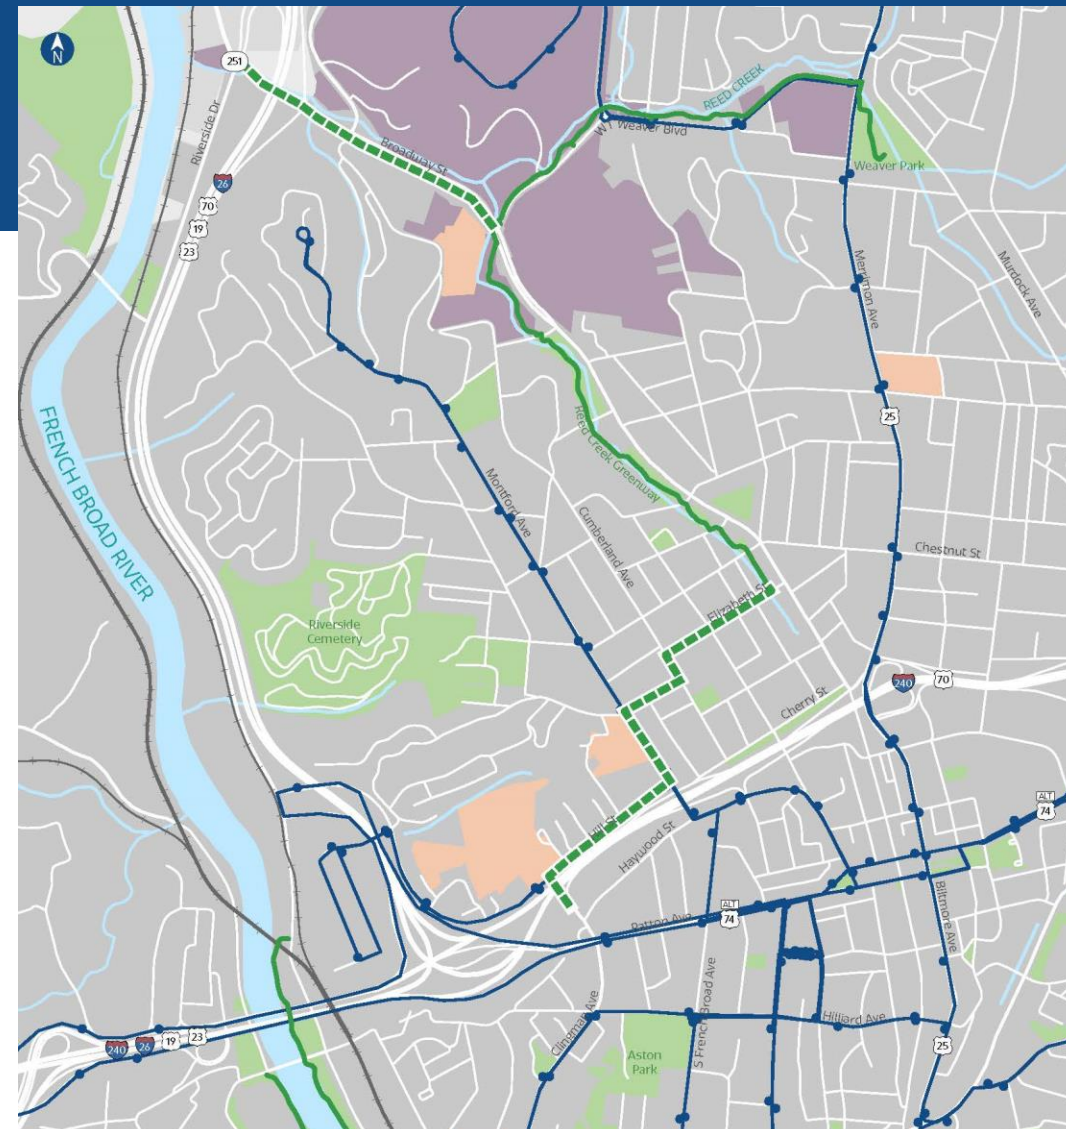 N
251
Riverside Dr
Broadway St
REED CREEK
W T Weaver Blvd
Weaver Park
26
70
19
23
Merrimon Ave
Murdock Ave
25
FRENCH BROAD RIVER
Reed Creek Greenway
Montford Ave
Cumberland Ave
Chestnut St
Elizabeth St
Riverside
Cemetery
Cherry St
240
70
Hill St
Haywood St
ALT
74
ALT
74
Patton Ave
Biltmore Ave
Clingman Ave
S French Broad Ave
Hilliard Ave
240
26
19
23
25
Aston
Park